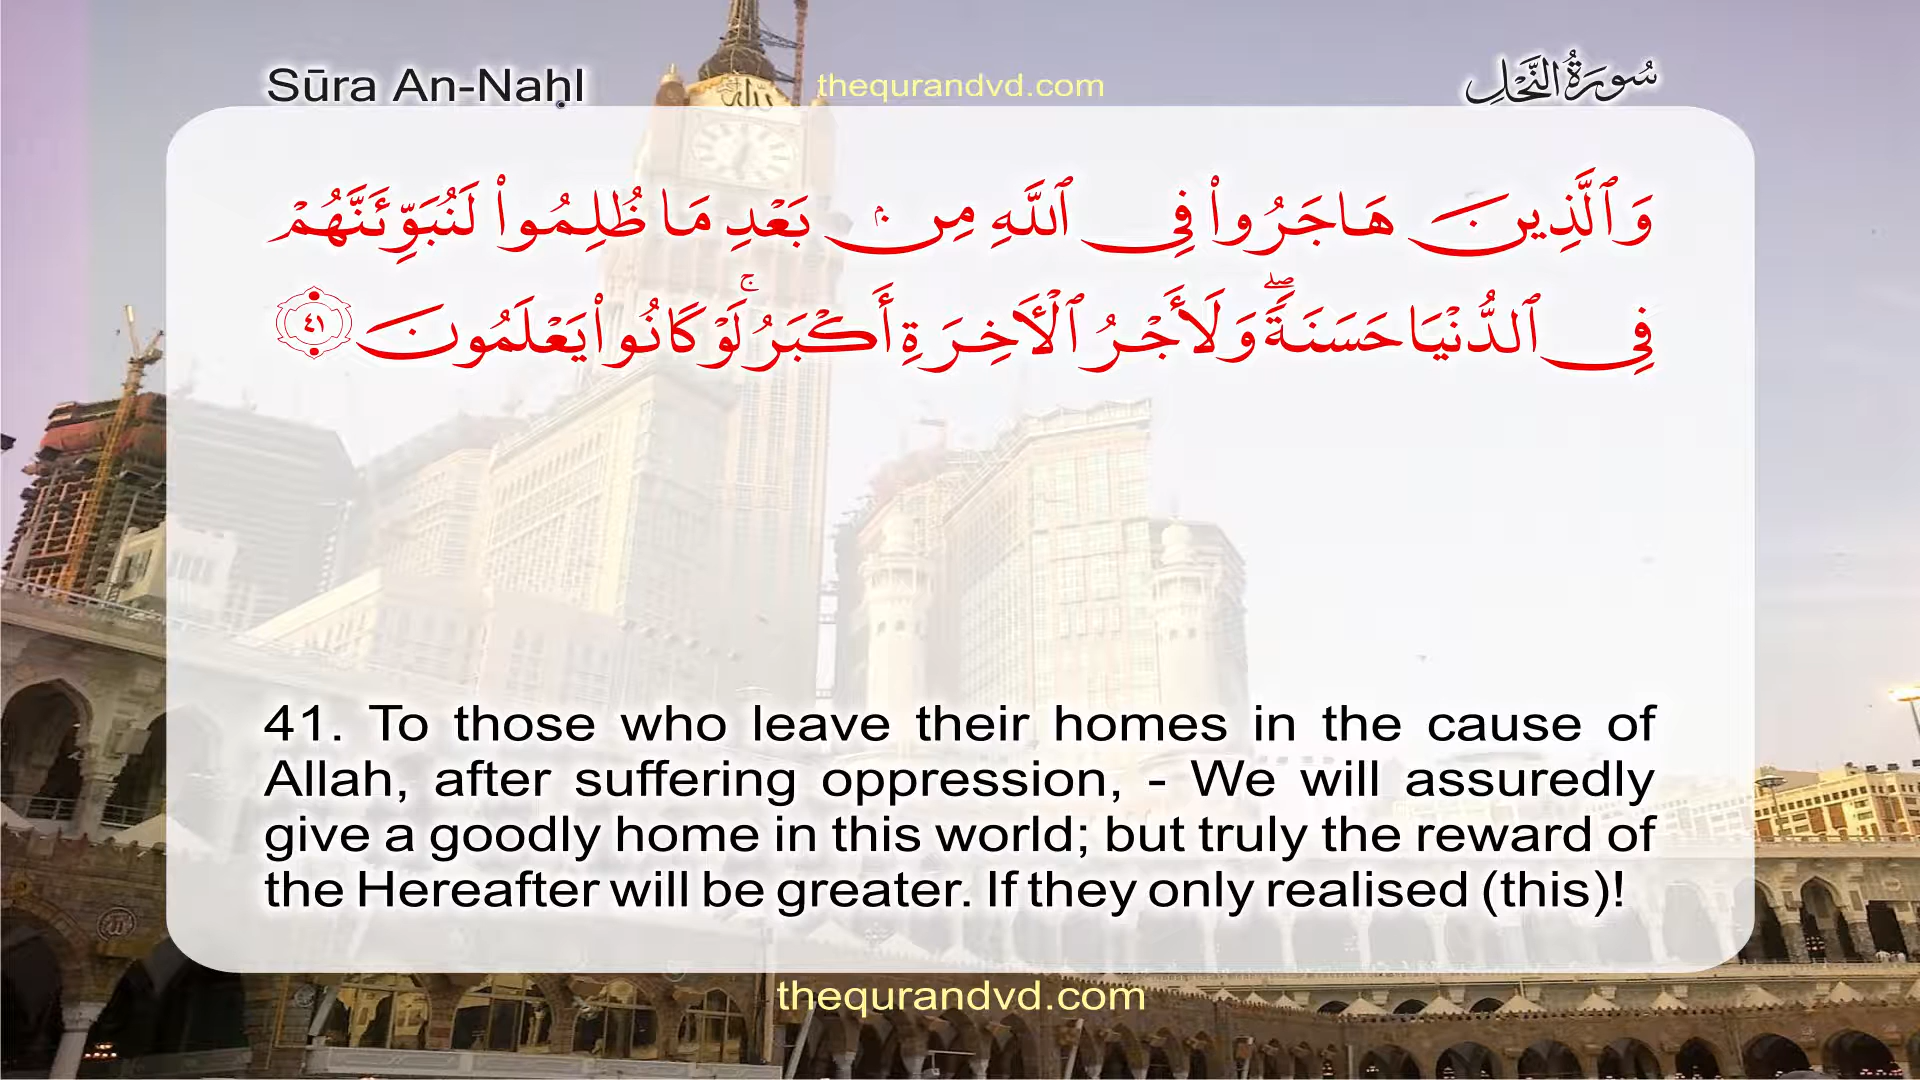 Sūra An-Naḥl
thequrandvd.com
سُورَةُ النَّحْلِ
وَٱلَّذِينَ هَاجَرُوا۟ فِى ٱللَّهِ مِنۢ بَعْدِ مَا ظُلِمُوا۟ لَنُبَوِّئَنَّهُمْ
فِى ٱلدُّنْيَا حَسَنَةًۖ وَلَأَجْرُ ٱلْأَخِرَةِ أَكْبَرُۚ لَوْ كَانُوا۟ يَعْلَمُونَ ٤١
41. To those who leave their homes in the cause of
Allah, after suffering oppression, - We will assuredly
give a goodly home in this world; but truly the reward of
the Hereafter will be greater. If they only realised (this)!
thequrandvd.com